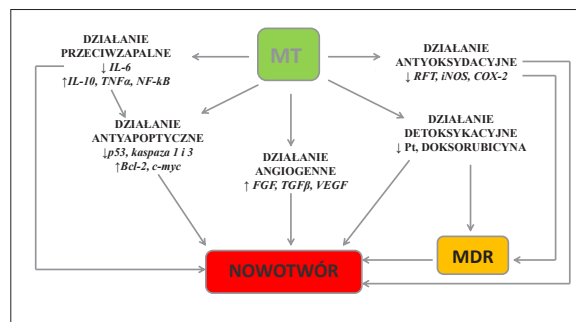 DZIAŁANIE
PRZECIWZAPALNE
↓ IL-6
↑IL-10, TNFα, NF-kB
MT
DZIAŁANIE
ANTYOKSYDACYJNE
↓ RFT, iNOS, COX-2
DZIAŁANIE
ANTYAPOPTYCZNE
↓p53, kaspaza 1 i 3
↑Bcl-2, c-myc
DZIAŁANIE
ANGIOGENNE
↑ FGF, TGFβ, VEGF
DZIAŁANIE
DETOKSYKACYJNE
↓ Pt, DOKSORUBICYNA
NOWOTWÓR
MDR